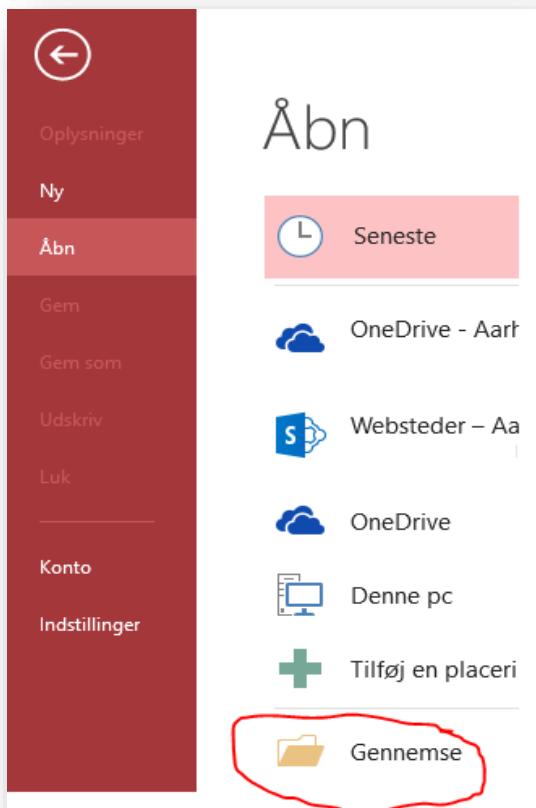 Oplysninger
Ny
Åbn
Gem
Gem som
Udskriv
Luk
Konto
Indstillinger
Åbn
Seneste
OneDrive - Aarh
Websteder – Aa
OneDrive
Denne pc
Tilføj en placeri
Gennemse